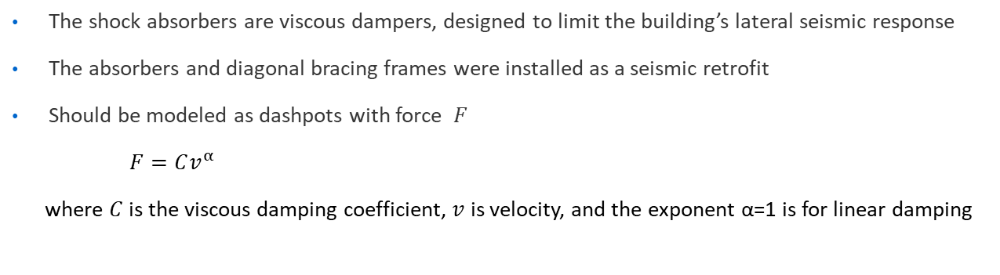 • The shock absorbers are viscous dampers, designed to limit the building’s lateral seismic response
• The absorbers and diagonal bracing frames were installed as a seismic retrofit
• Should be modeled as dashpots with force F
F = Cv^α
where C is the viscous damping coefficient, v is velocity, and the exponent α=1 is for linear damping